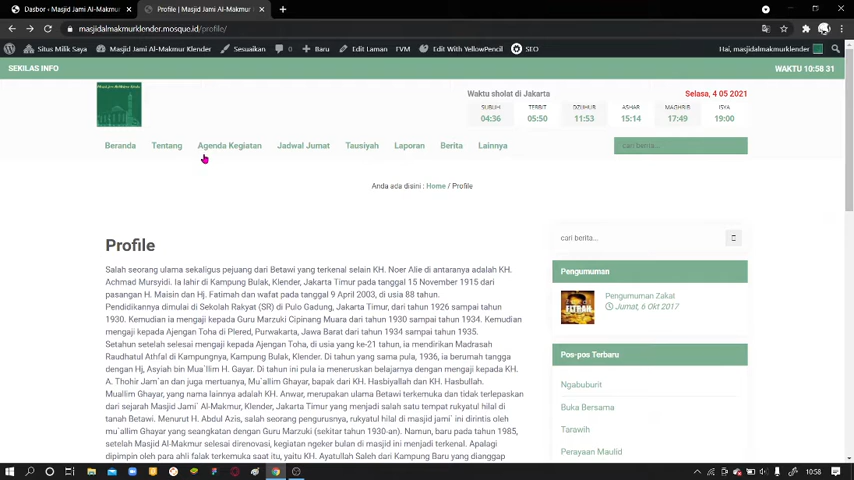 Dasbor ‹ Masjid Jami Al-Makmur
Profile | Masjid Jami Al-Makmur
masjidalmakmurklender.mosque.id/profile/
Situs Milik Saya
Masjid Jami Al-Makmur Klender
Sesuaikan
0
Baru
Edit Laman
FVM
Edit With YellowPencil
SEO
Hai, masjidalmakmurklender
SEKILAS INFO
WAKTU 10:58 31
Waktu sholat di Jakarta
Selasa, 4 05 2021
SUBUH
TERBIT
DZUHUR
ASHAR
MAGHRIB
ISYA
04:36
05:50
11:53
15:14
17:49
19:00
Beranda
Tentang
Agenda Kegiatan
Jadwal Jumat
Tausiyah
Laporan
Berita
Lainnya
cari berita...
Anda ada disini : Home / Profile
Profile
Salah seorang ulama sekaligus pejuang dari Betawi yang terkenal selain KH. Noer Alie di antaranya adalah KH.
Achmad Mursyidi. Ia lahir di Kampung Bulak, Klender, Jakarta Timur pada tanggal 15 November 1915 dari
pasangan H. Maisin dan Hj. Fatimah dan wafat pada tanggal 9 April 2003, di usia 88 tahun.
Pendidikannya dimulai di Sekolah Rakyat (SR) di Pulo Gadung, Jakarta Timur, dari tahun 1926 sampai tahun
1930. Kemudian ia mengaji kepada Guru Marzuki Cipinang Muara dari tahun 1930 sampai tahun 1934. Kemudian
mengaji kepada Ajengan Toha di Plered, Purwakarta, Jawa Barat dari tahun 1934 sampai tahun 1935.
Setahun setelah selesai mengaji kepada Ajengan Toha, di usia yang ke-21 tahun, ia mendirikan Madrasah
Raudhatul Athfal di Kampungnya, Kampung Bulak, Klender. Di tahun yang sama pula, 1936, ia berumah tangga
dengan Hj, Asyiah bin Mua`llim H. Gayar. Di tahun ini pula ia meneruskan belajarnya dengan mengaji kepada K.
A. Thohir Jam`an dan juga mertuanya, Mu`allim Ghayar, bapak dari KH. Hasbiyallah dan KH. Hasbullah.
Muallim Ghayar, yang nama lainnya adalah KH. Anwar, merupakan ulama Betawi terkemuka dan tidak terlepaskan
dari sejarah Masjid Jami` Al-Makmur, Klender, Jakarta Timur yang menjadi salah satu tempat rukyatul hilal di
tanah Betawi. Menurut H. Abdul Azis, salah seorang pengurusnya, rukyatul hilal di masjid jami` ini dirintis oleh
mu`allim Ghayar yang seangkatan dengan Guru Marzuki (sekitar tahun 1930-an). Namun, baru pada tahun 1985,
setelah Masjid Al-Makmur selesai direnovasi, kegiatan ngeker bulan di masjid ini menjadi terkenal. Apalagi
dipimpin oleh para ahli falak terkemuka saat itu, yaitu KH. Ayatullah Saleh dari Kampung Baru yang dianggap
cari berita...
Pengumuman
FITRAH
Pengumuman Zakat
Jumat, 6 Okt 2017
Pos-pos Terbaru
Ngabuburit
Buka Bersama
Tarawih
Perayaan Maulid
10:58